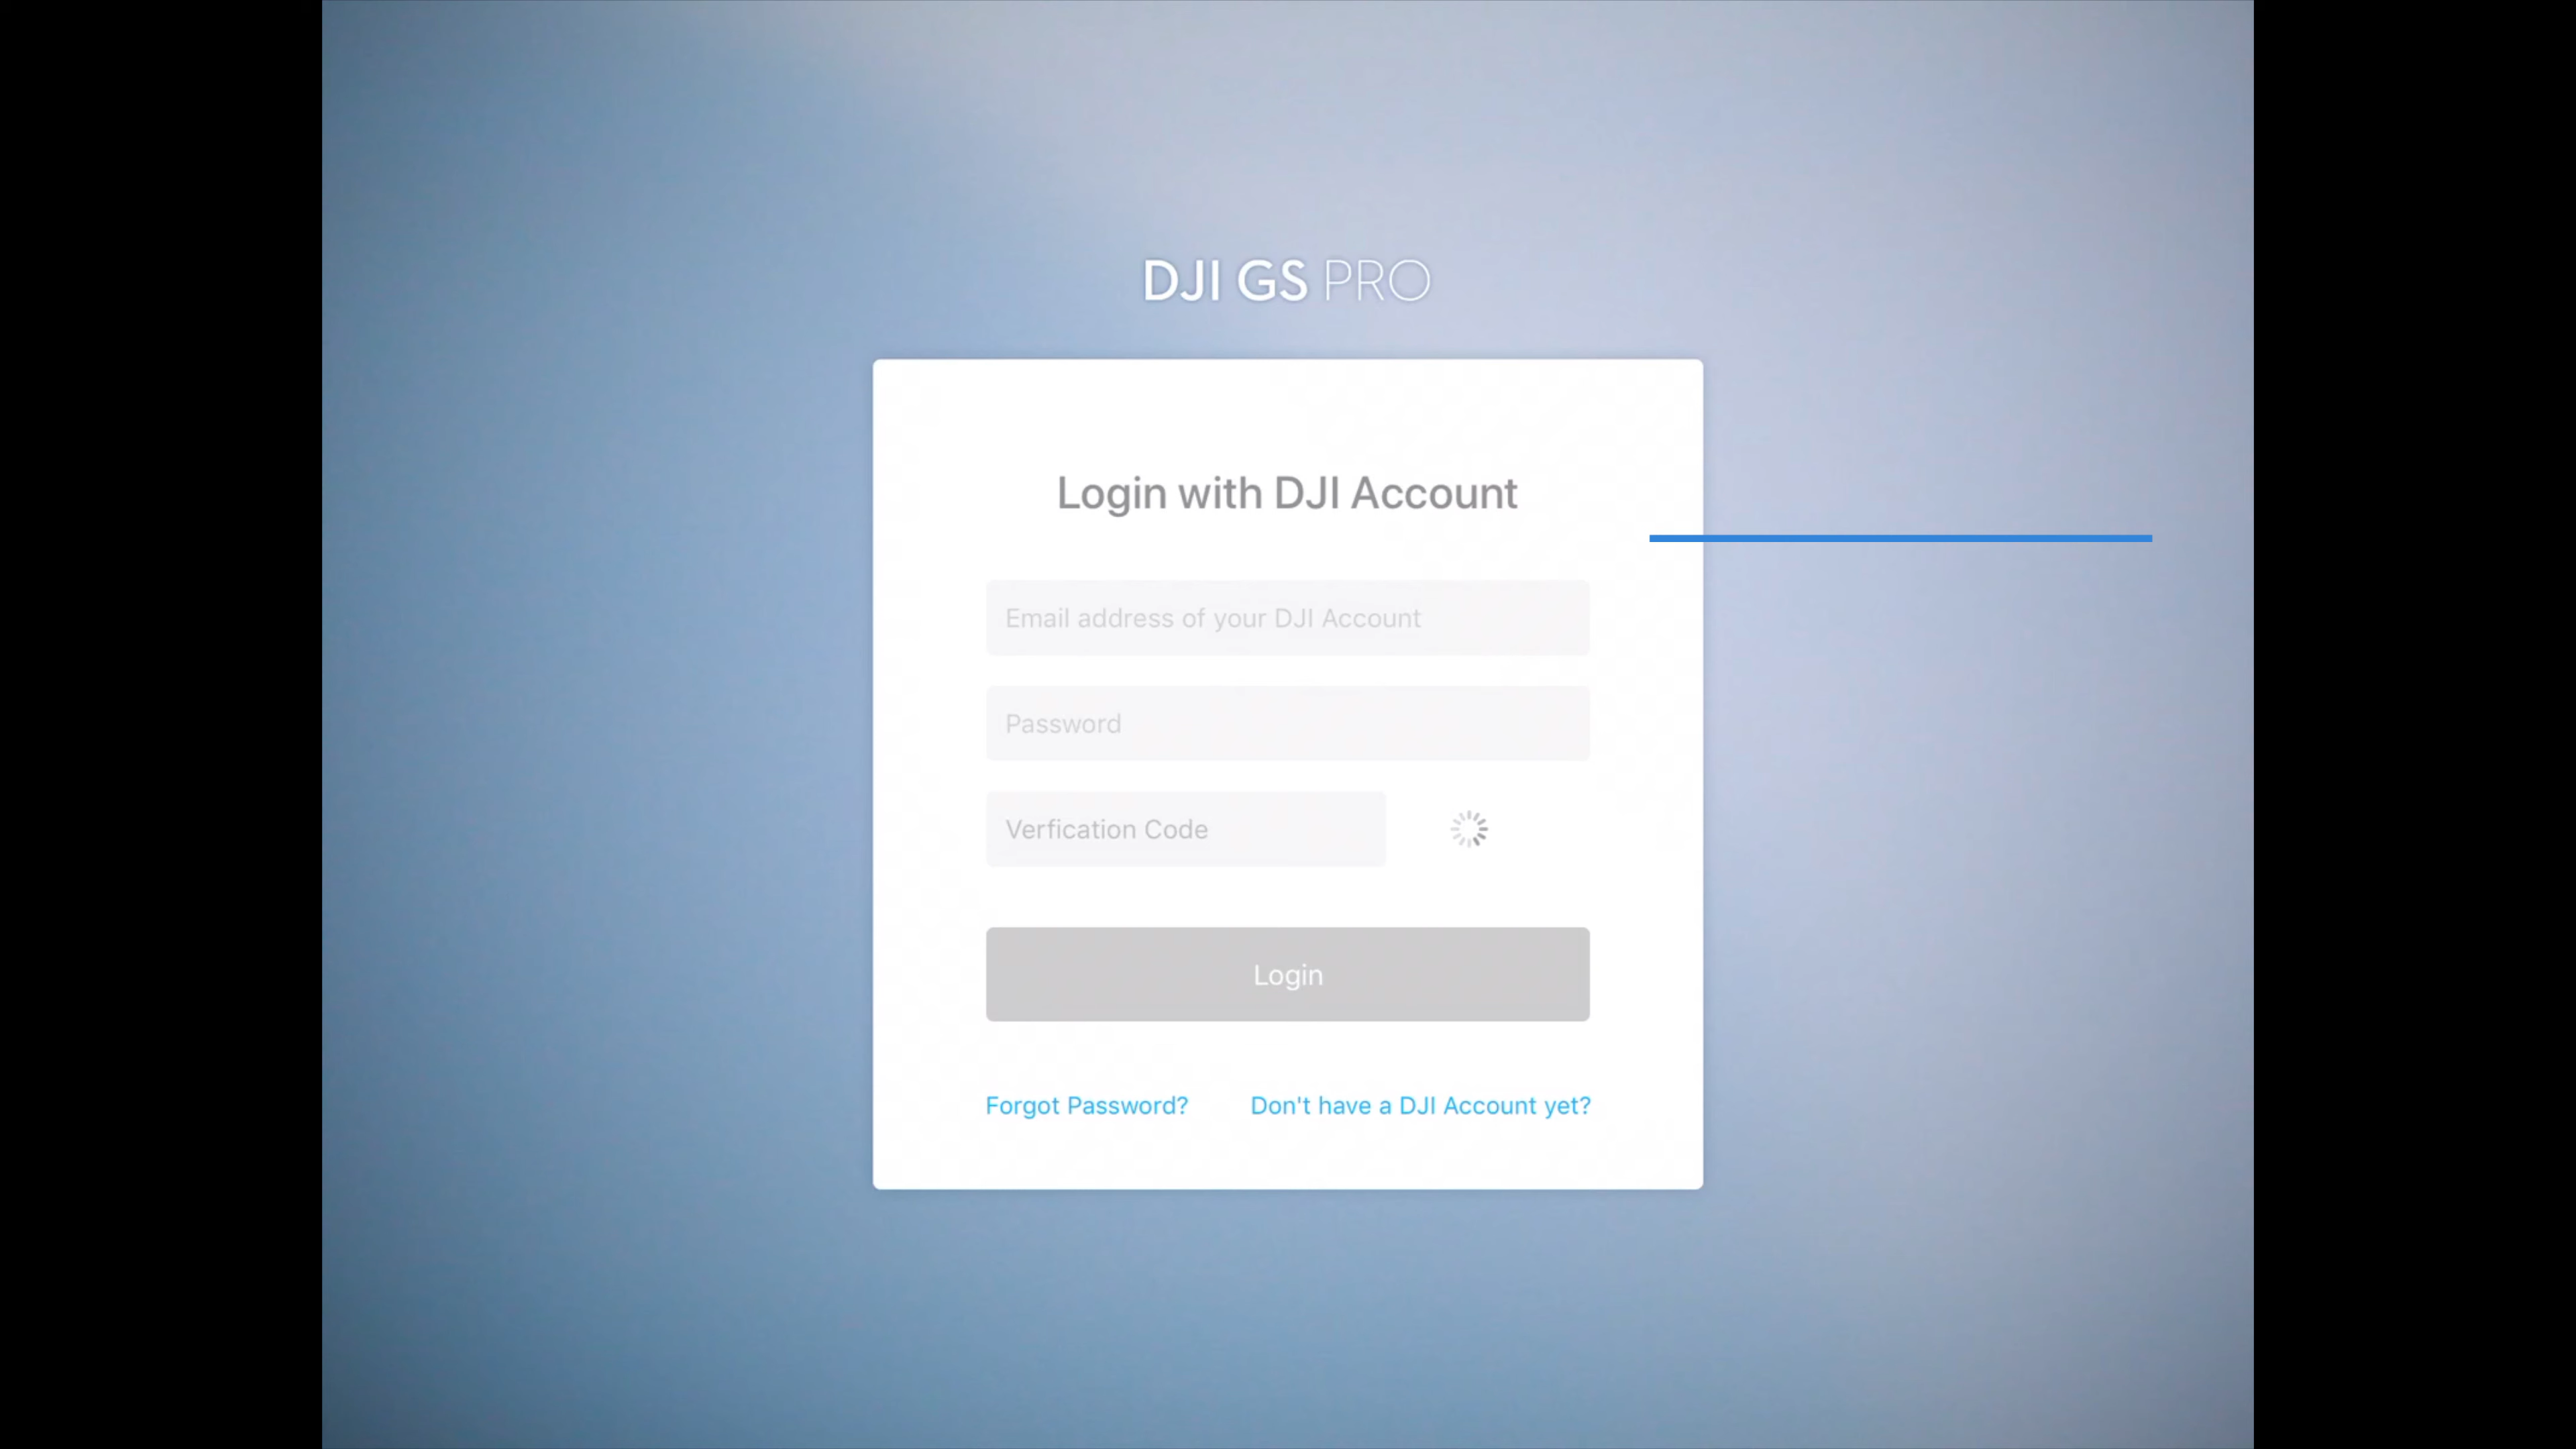 DJI GS PRO
Login with DJI Account
Email address of your DJI Account
Password
Verfication Code
Login
Forgot Password? Don't have a DJI Account yet?